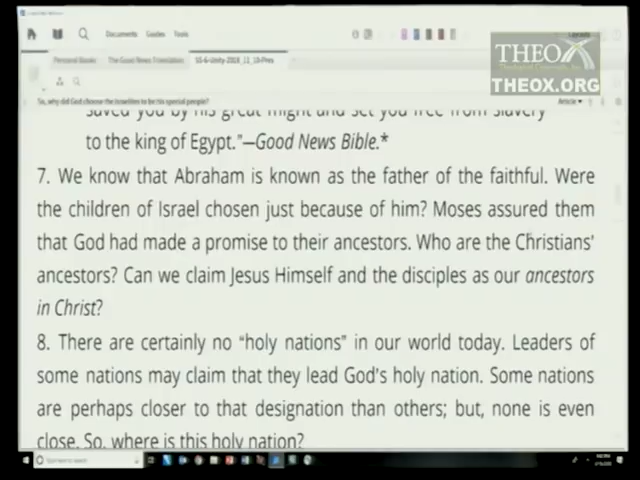 Documents Guides Tools
Layouts
Personal Books The Good News Translation SS-6-Unity-2018_11_10-Pres
THEOX
THEOX.ORG
So, why did God choose the Israelites to be his special people?
Article
saved you by his great might and set you free from slavery
to the king of Egypt."—Good News Bible.*
7. We know that Abraham is known as the father of the faithful. Were
the children of Israel chosen just because of him? Moses assured them
that God had made a promise to their ancestors. Who are the Christians'
ancestors? Can we claim Jesus Himself and the disciples as our ancestors
in Christ?
8. There are certainly no "holy nations" in our world today. Leaders of
some nations may claim that they lead God's holy nation. Some nations
are perhaps closer to that designation than others; but, none is even
close. So, where is this holy nation?